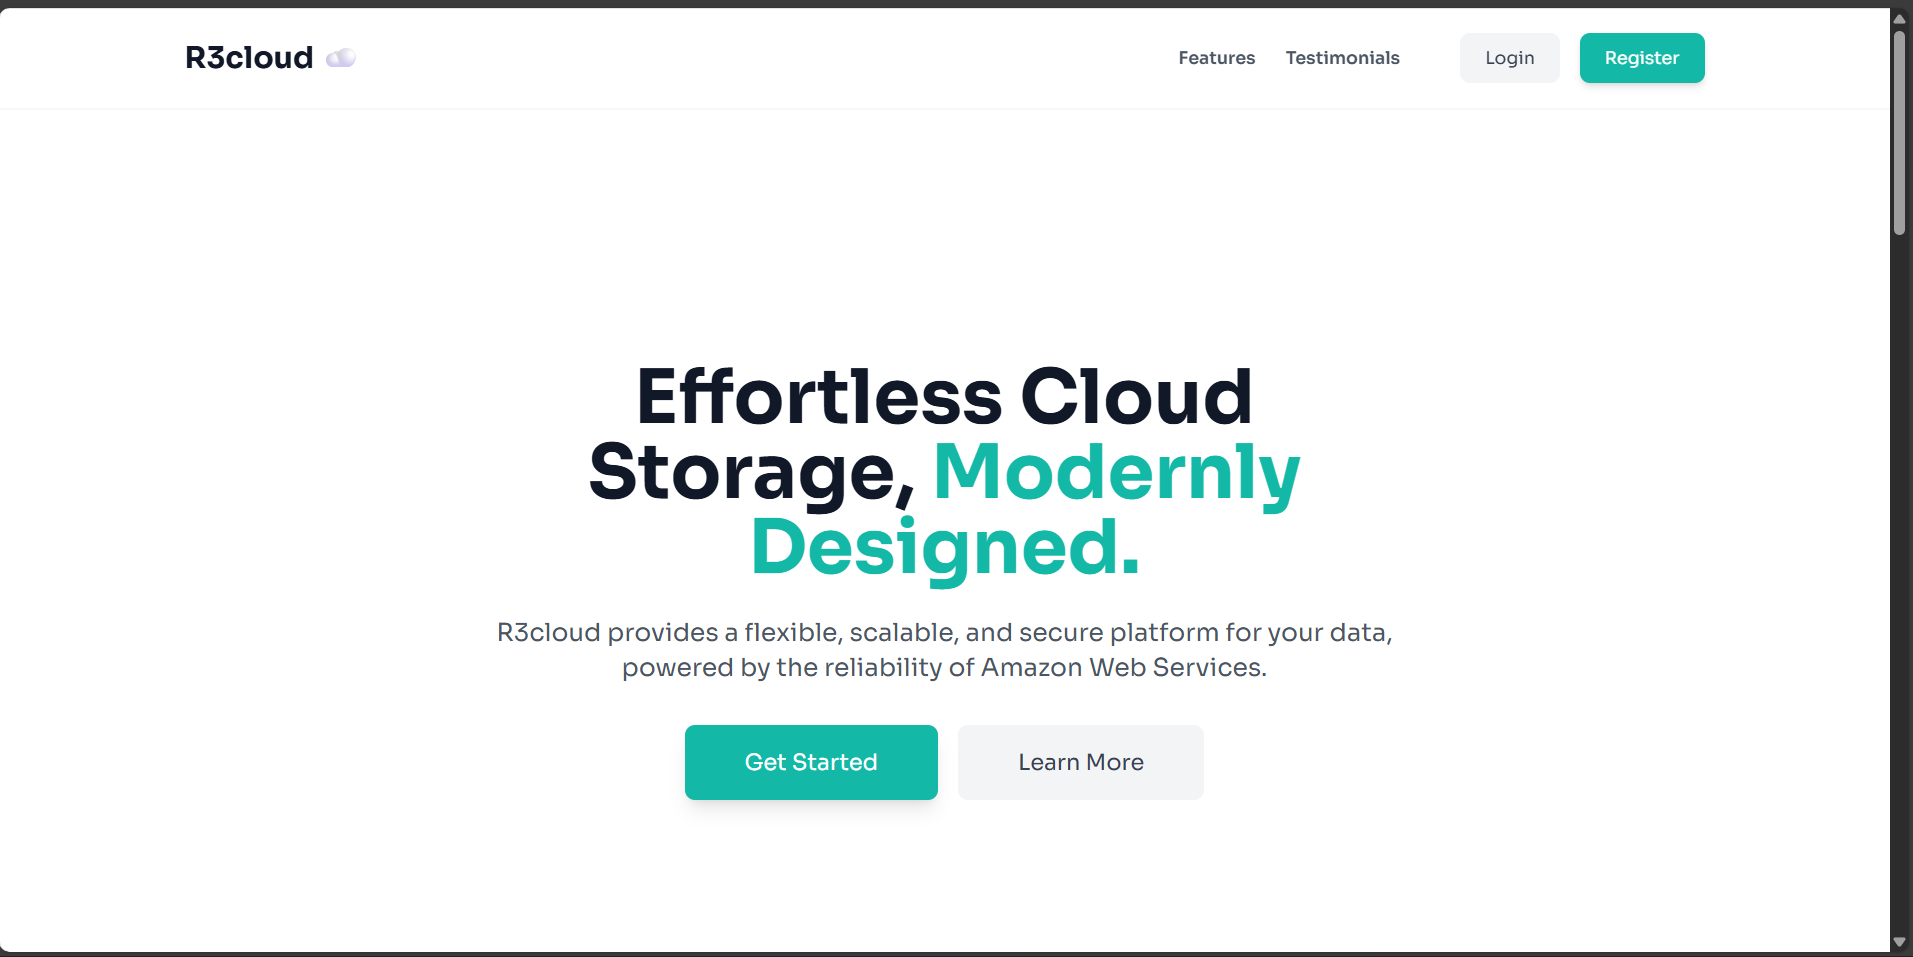 R3cloud
Features
Testimonials
Login
Register
Effortless Cloud
Storage, Modernly
Designed.
R3cloud provides a flexible, scalable, and secure platform for your data,
powered by the reliability of Amazon Web Services.
Get Started
Learn More